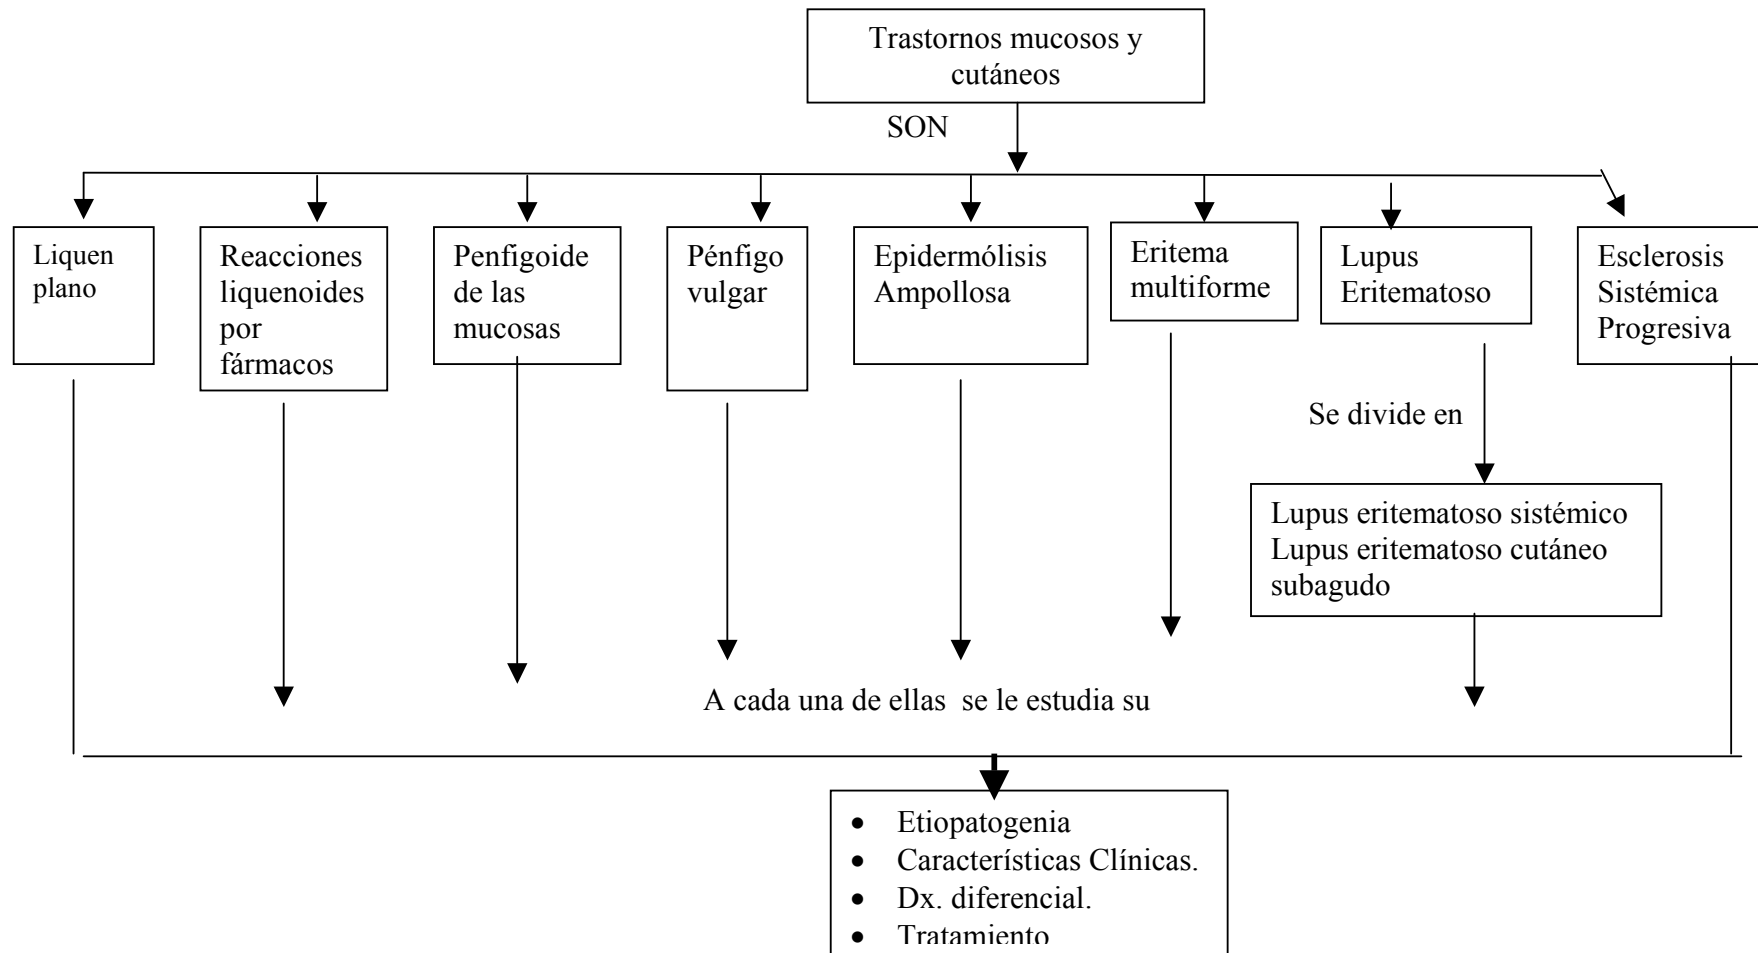 Trastornos mucosos y
cutáneos
SON
Liquen
plano
Reacciones
liquenoides
por
fármacos
Penfigoide
de las
mucosas
Pénfigo
vulgar
Epidermólisis
Ampollosa
Eritema
multiforme
Lupus
Eritematoso
Esclerosis
Sistémica
Progresiva
Se divide en
Lupus eritematoso sistémico
Lupus eritematoso cutáneo
subagudo
A cada una de ellas  se le estudia su
• Etiopatogenia
• Características Clínicas.
• Dx. diferencial.
• Tratamiento